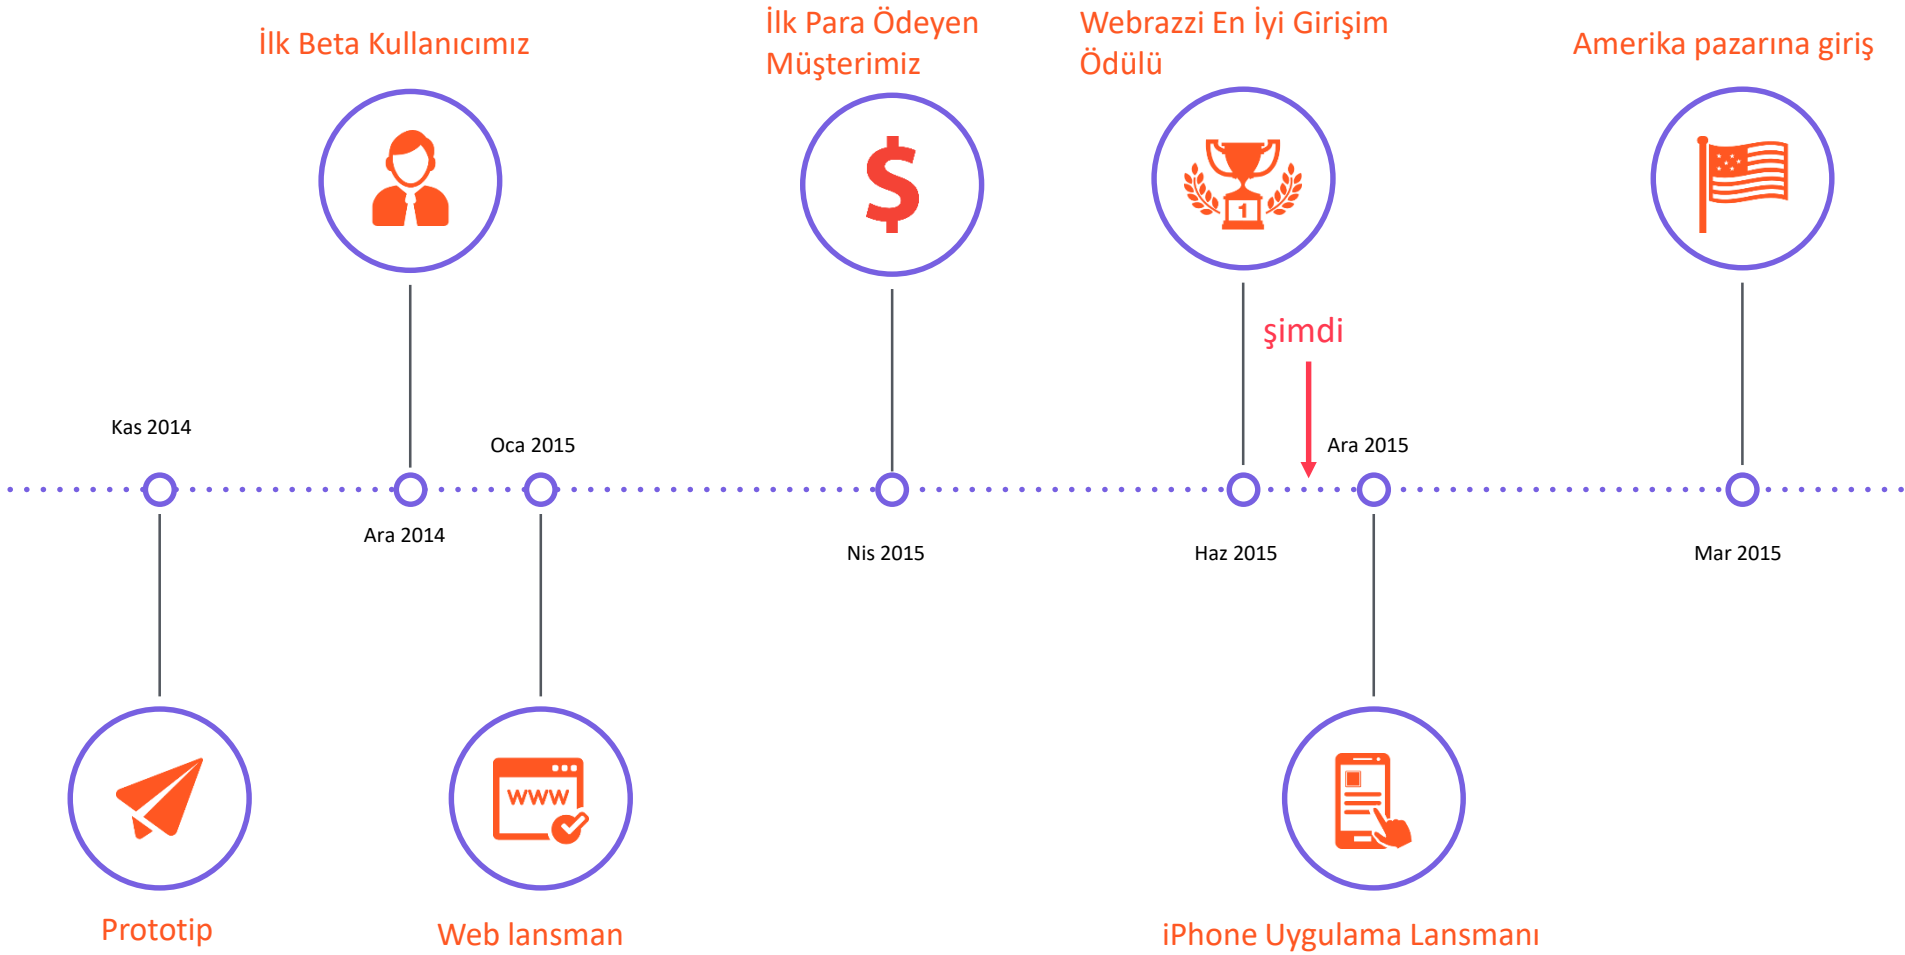 İlk Beta Kullanıcımız
İlk Para Ödeyen
Müşterimiz
Webrazzi En İyi Girişim
Ödülü
Amerika pazarına giriş
$
1
şimdi
Kas 2014
Oca 2015
Ara 2015
Ara 2014
Nis 2015
Haz 2015
Mar 2015
www
Prototip
Web lansman
iPhone Uygulama Lansmanı